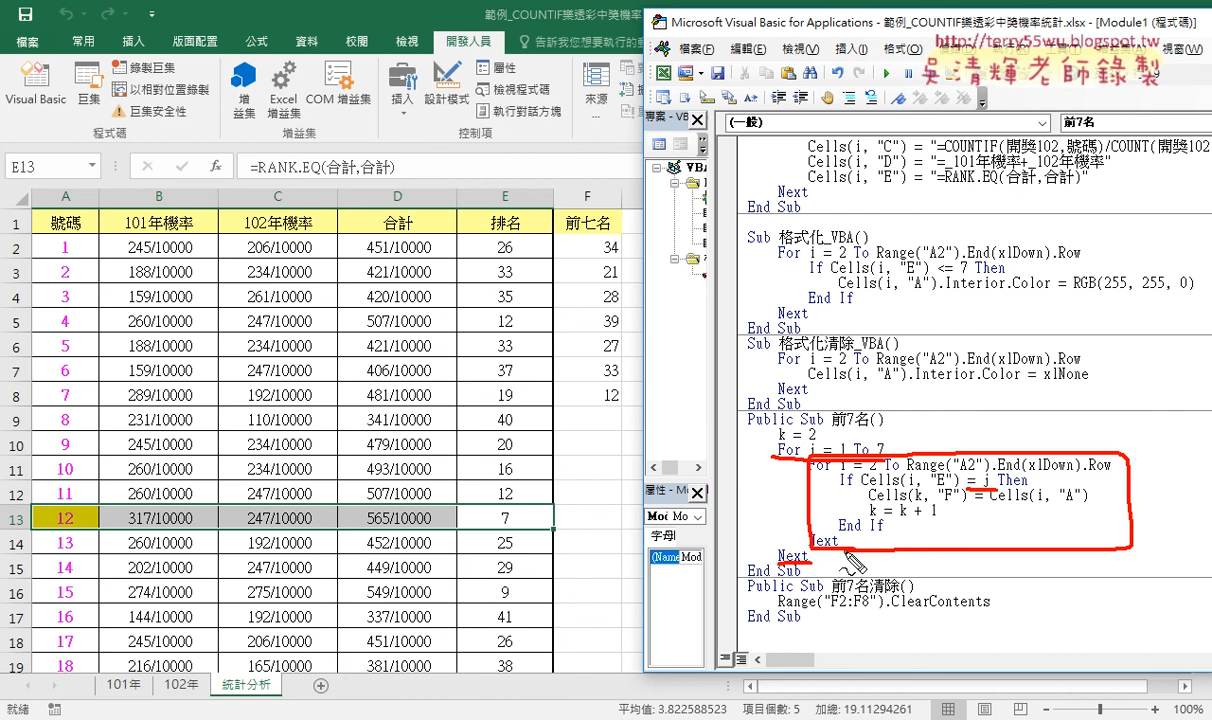 範例_COUNTIF樂透彩中獎機率
檔案 常用 插入 版面配置 公式 資料 校閱 檢視 開發人員 告訴我您想要執行的動
Visual Basic 巨集 錄製巨集 以相對位置錄製 巨集安全性 程式碼
增益集 Excel 增益集 COM 增益集 增益集
插入 設計模式 屬性 檢視程式碼 執行對話方塊 控制項 來源
E13 fx =RANK.EQ(合計,合計)
A B C D E F
1 號碼 101年機率 102年機率 合計 排名 前七名
2 1 245/10000 206/10000 451/10000 26 34
3 2 188/10000 234/10000 421/10000 33 21
4 3 159/10000 261/10000 420/10000 35 28
5 4 260/10000 247/10000 507/10000 12 39
6 5 188/10000 234/10000 421/10000 33 27
7 6 159/10000 247/10000 406/10000 37 33
8 7 289/10000 192/10000 481/10000 19 12
9 8 231/10000 110/10000 341/10000 40
10 9 245/10000 234/10000 479/10000 20
11 10 260/10000 234/10000 493/10000 16
12 11 260/10000 247/10000 507/10000 12
13 12 317/10000 247/10000 565/10000 7
14 13 260/10000 192/10000 452/10000 25
15 14 202/10000 247/10000 449/10000 29
16 15 274/10000 275/10000 549/10000 9
17 16 144/10000 192/10000 337/10000 41
18 17 245/10000 206/10000 451/10000 26
19 18 216/10000 165/10000 381/10000 38
101年 102年 統計分析
就緒 平均值: 3.822588523 項目個數: 5 加總: 19.11294261 100%
Microsoft Visual Basic for Applications - 範例_COUNTIF樂透彩中獎機率統計.xlsx - [Module1 (程式碼)]
檔案(F) 編輯(E) 檢視(V) 插入(I) 格式(O) 視窗(W)
http://terry55wu.blogspot.tw
吳清輝老師錄製
專案 - VB
(一般) 前7名
屬性 - M
Mo
字母
(Name Mod
Cells(i, "C") = "=COUNTIF(開獎102,號碼)/COUNT(開獎102
Cells(i, "D") = "=_101年機率+_102年機率"
Cells(i, "E") = "=RANK.EQ(合計,合計)"
Next
End Sub
Sub 格式化_VBA()
For i = 2 To Range("A2").End(xlDown).Row
If Cells(i, "E") <= 7 Then
Cells(i, "A").Interior.Color = RGB(255, 255, 0)
End If
Next
End Sub
Sub 格式化清除_VBA()
For i = 2 To Range("A2").End(xlDown).Row
Cells(i, "A").Interior.Color = xlNone
Next
End Sub
Public Sub 前7名()
k = 2
For j = 1 To 7
For i = 2 To Range("A2").End(xlDown).Row
If Cells(i, "E") = j Then
Cells(k, "F") = Cells(i, "A")
k = k + 1
End If
Next
Next
End Sub
Public Sub 前7名清除()
Range("F2:F8").ClearContents
End Sub